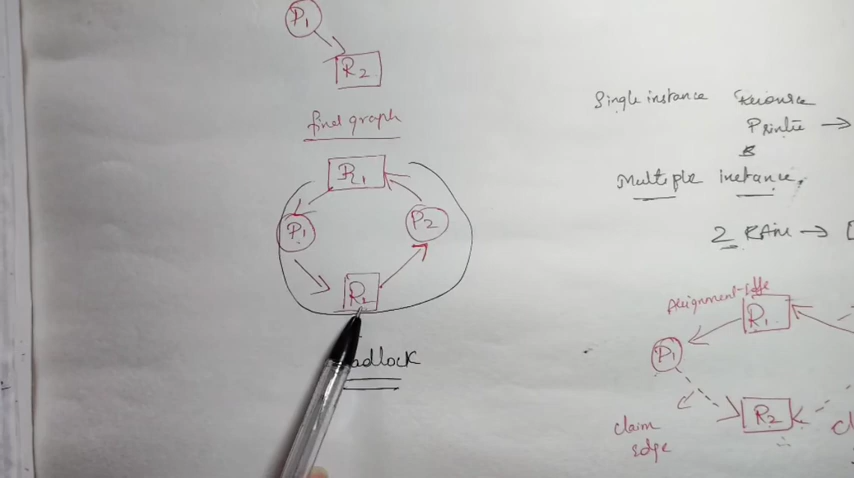 P1
R2
final graph
R1
P1
P2
R2
adlock
Single instance
Printer →
Multiple instance,
2 RAM →
Assignment-edge
R1
P1
R2
claim
edge